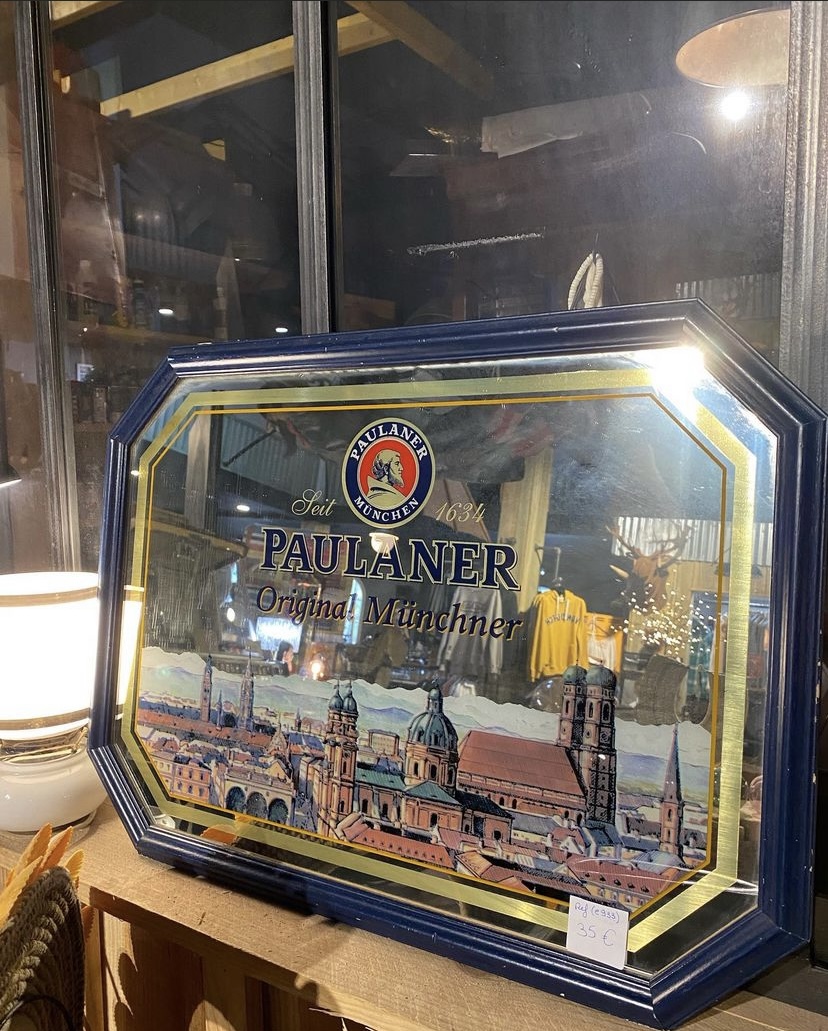 PAULANER
MÜNCHEN
Seit 1634
PAULANER
Original Münchner
35 €